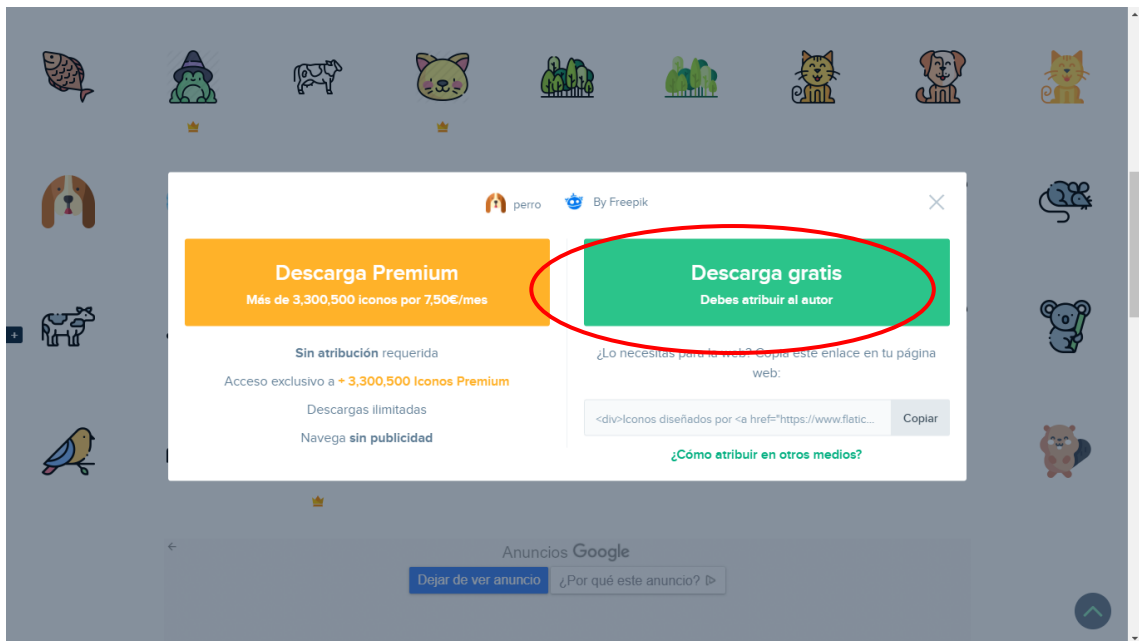 perro By Freepik
Descarga Premium
Más de 3,300,500 iconos por 7,50€/mes
Sin atribución requerida
Acceso exclusivo a + 3,300,500 Iconos Premium
Descargas ilimitadas
Navega sin publicidad
Descarga gratis
Debes atribuir al autor
¿Lo necesitas para la web? Copia este enlace en tu página
web:
<div>Iconos diseñados por <a href="https://www.flatic... Copiar
¿Cómo atribuir en otros medios?
Anuncios Google
Dejar de ver anuncio ¿Por qué este anuncio?